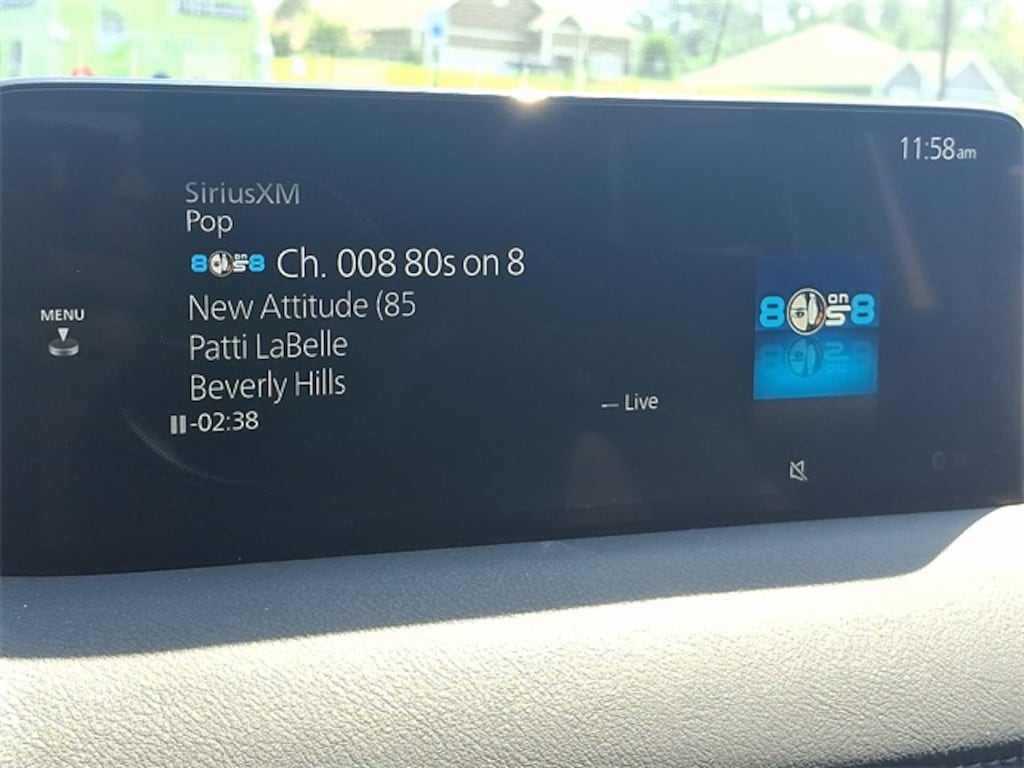 11:58am
SiriusXM
Pop
80s on 8 Ch. 008 80s on 8
MENU
New Attitude (85
Patti LaBelle
Beverly Hills
-02:38
Live
80s on 8